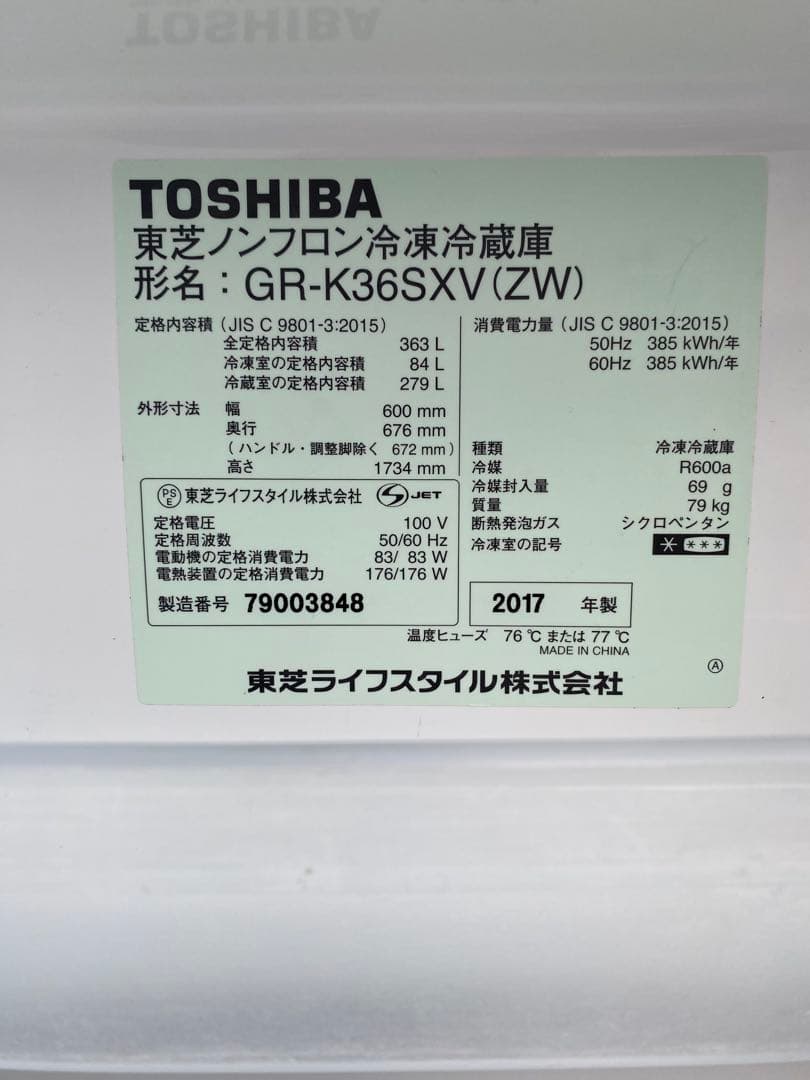 TOSHIBA
TOSHIBA
東芝ノンフロン冷凍冷蔵庫
形名：GR-K36SXV(ZW)
定格内容積 (JIS C 9801-3:2015)
全定格内容積 363 L
冷凍室の定格内容積 84 L
冷蔵室の定格内容積 279 L
外形寸法 幅 600 mm
奥行 676 mm
(ハンドル・調整脚除く 672 mm)
高さ 1734 mm
消費電力量 (JIS C 9801-3:2015)
50Hz 385 kWh/年
60Hz 385 kWh/年
種類 冷凍冷蔵庫
冷媒 R600a
冷媒封入量 69 g
質量 79 kg
断熱発泡ガス シクロペンタン
冷凍室の記号 * ***
PSE 東芝ライフスタイル株式会社 S JET
定格電圧 100 V
定格周波数 50/60 Hz
電動機の定格消費電力 83/ 83 W
電熱装置の定格消費電力 176/176 W
製造番号 79003848
2017 年製
温度ヒューズ 76℃または77℃
MADE IN CHINA
東芝ライフスタイル株式会社
Ⓐ